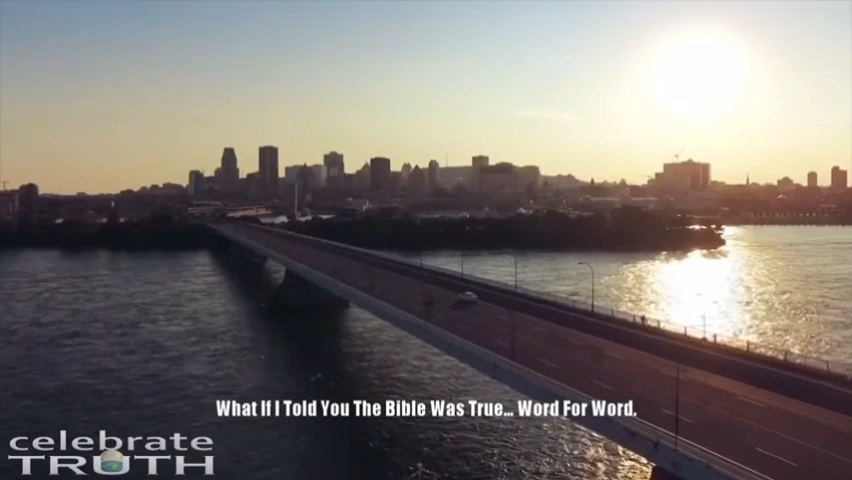 What If I Told You The Bible Was True... Word For Word.
celebrate
TRUTH